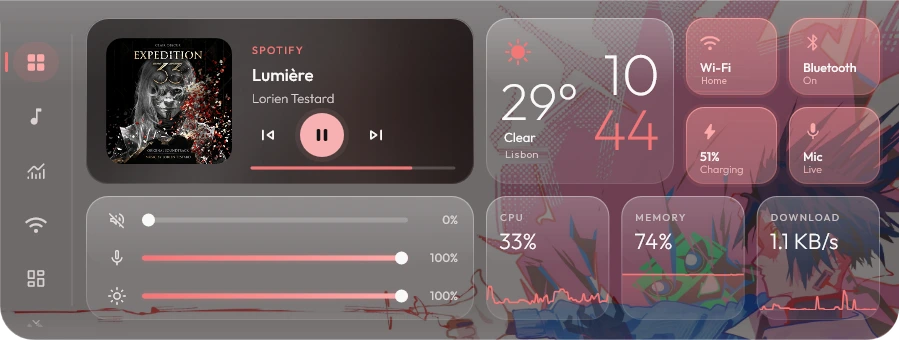 EXPEDITION
33
SPOTIFY
Lumière
Lorien Testard
29°
Clear
Lisbon
10
44
Wi-Fi
Home
Bluetooth
On
51%
Charging
Mic
Live
0%
100%
100%
CPU
33%
MEMORY
74%
DOWNLOAD
1.1 KB/s